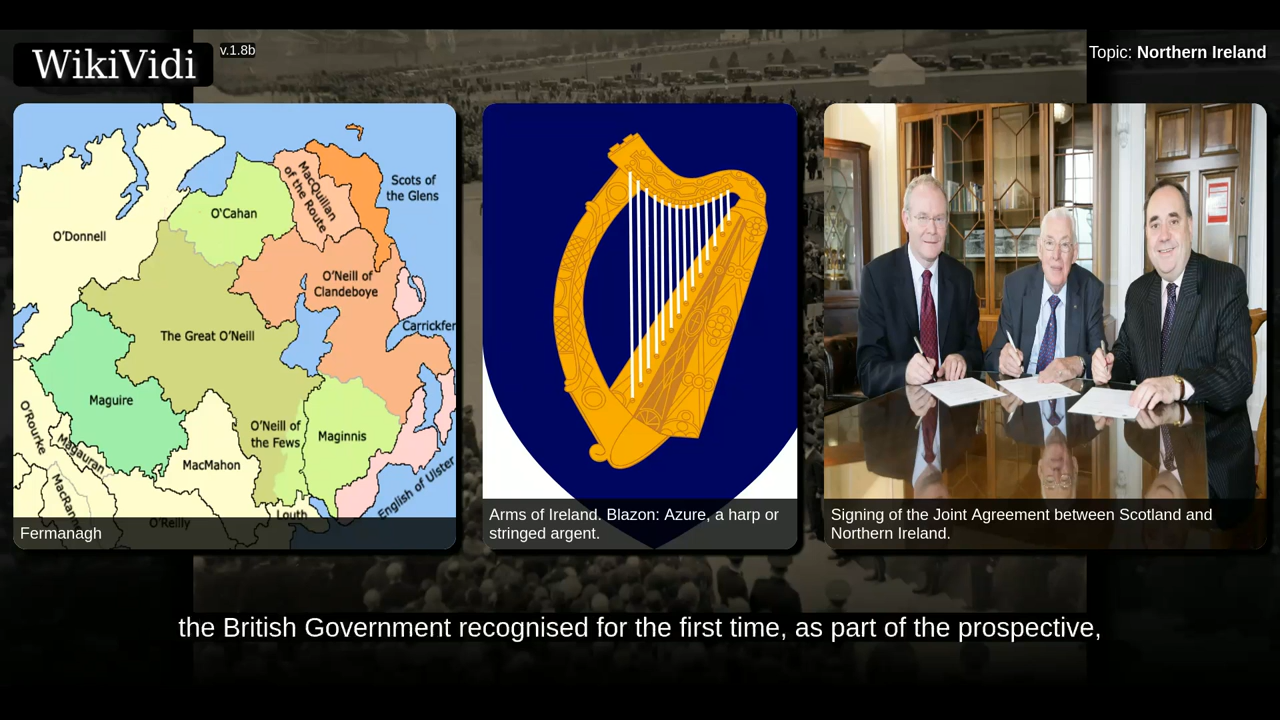 WikiVidi
v.1.8b
Topic: Northern Ireland
O'Donnell
O'Cahan
MacQuillan
of the Route
Scots of
the Glens
O'Neill of
Clandeboye
The Great O'Neill
Maguire
O'Neill of
the Fews
Maginnis
O'Rourke
Magauran
MacMahon
English of Ulster
O'Reilly
Louth
Fermanagh
Arms of Ireland. Blazon: Azure, a harp or
stringed argent.
Signing of the Joint Agreement between Scotland and
Northern Ireland.
the British Government recognised for the first time, as part of the prospective,